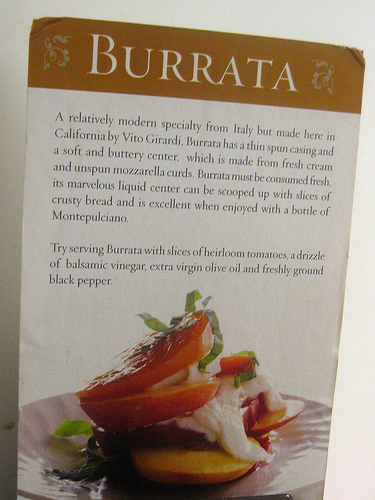 BURRATA
A relatively modern specialty from Italy but made here in
California by Vito Girardi, Burrata has a thin spun casing and
a soft and buttery center, which is made from fresh cream
and unspun mozzarella curds. Burrata must be consumed fresh,
its marvelous liquid center can be scooped up with slices of
crusty bread and is excellent when enjoyed with a bottle of
Montepulciano.
Try serving Burrata with slices of heirloom tomatoes, a drizzle
of balsamic vinegar, extra virgin olive oil and freshly ground
black pepper.